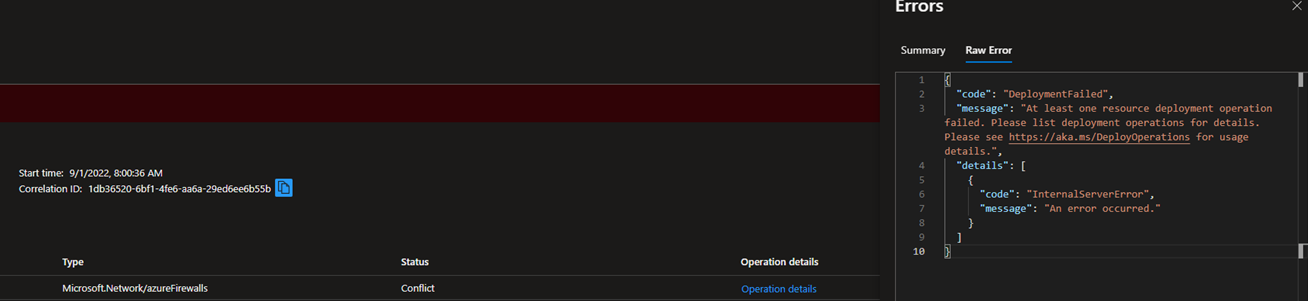 Errors
Summary Raw Error
1 {
2 "code": "DeploymentFailed",
3 "message": "At least one resource deployment operation
failed. Please list deployment operations for details.
Please see https://aka.ms/DeployOperations for usage
details.",
4 "details": [
5 {
6 "code": "InternalServerError",
7 "message": "An error occurred."
8 }
9 ]
10 }
Start time: 9/1/2022, 8:00:36 AM
Correlation ID: 1db36520-6bf1-4fe6-aa6a-29ed6ee6b55b
Type Status Operation details
Microsoft.Network/azureFirewalls Conflict Operation details